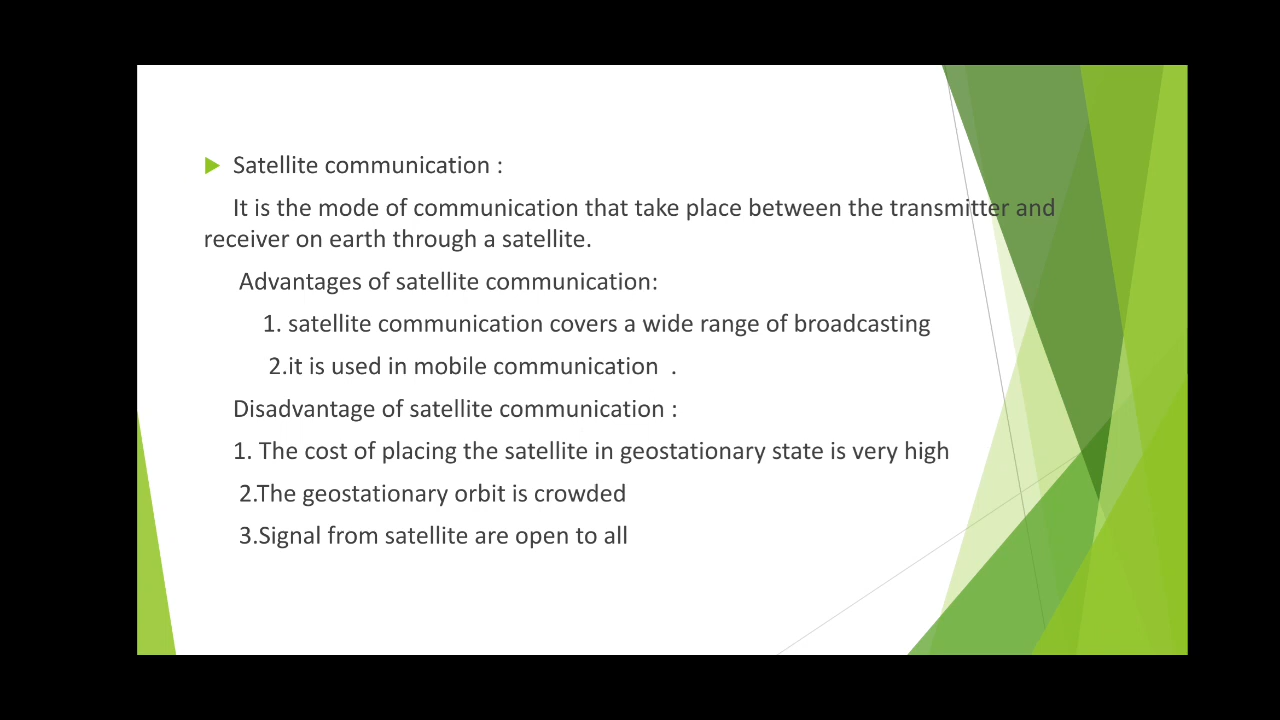 Satellite communication :
It is the mode of communication that take place between the transmitter and
receiver on earth through a satellite.
Advantages of satellite communication:
1. satellite communication covers a wide range of broadcasting
2.it is used in mobile communication  .
Disadvantage of satellite communication :
1. The cost of placing the satellite in geostationary state is very high
2.The geostationary orbit is crowded
3.Signal from satellite are open to all